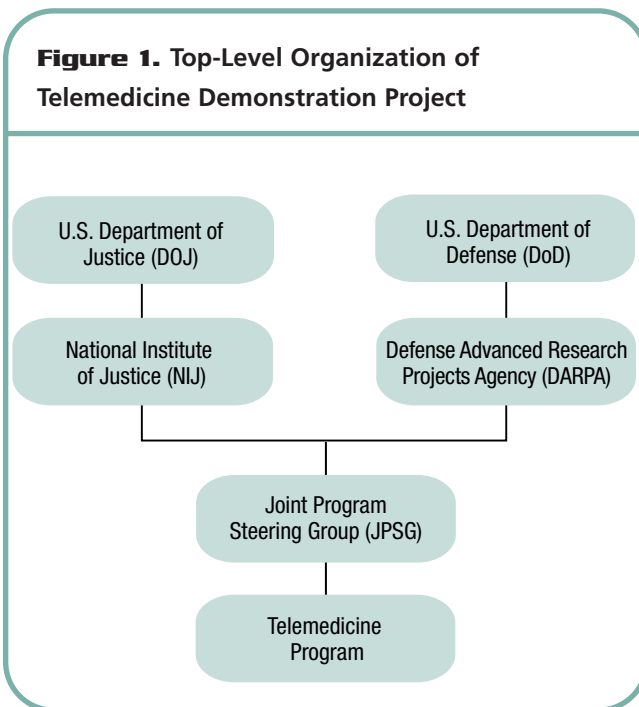 Figure 1. Top-Level Organization of
Telemedicine Demonstration Project
U.S. Department of
Justice (DOJ)
U.S. Department of
Defense (DoD)
National Institute
of Justice (NIJ)
Defense Advanced Research
Projects Agency (DARPA)
Joint Program
Steering Group (JPSG)
Telemedicine
Program